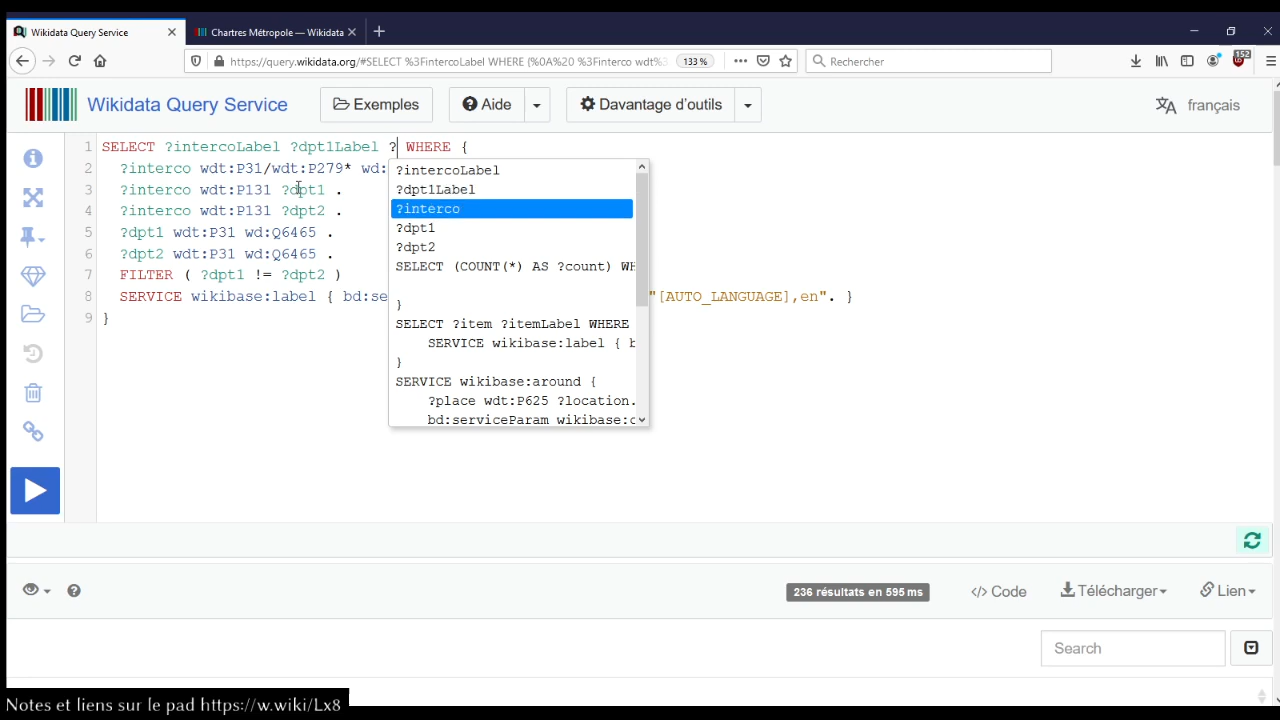 Wikidata Query Service
Chartres Métropole — Wikidata
https://query.wikidata.org/#SELECT %3FintercoLabel WHERE {%0A%20 %3Finterco wdt%
133 %
Rechercher
152
Wikidata Query Service
Exemples
Aide
Davantage d'outils
français
1 SELECT ?intercoLabel ?dpt1Label ? WHERE {
2 ?interco wdt:P31/wdt:P279* wd:
3 ?interco wdt:P131 ?dpt1 .
4 ?interco wdt:P131 ?dpt2 .
5 ?dpt1 wdt:P31 wd:Q6465 .
6 ?dpt2 wdt:P31 wd:Q6465 .
7 FILTER ( ?dpt1 != ?dpt2 )
8 SERVICE wikibase:label { bd:se "[AUTO_LANGUAGE],en". }
9 }
?intercoLabel
?dpt1Label
?interco
?dpt1
?dpt2
SELECT (COUNT(*) AS ?count) WH
}
SELECT ?item ?itemLabel WHERE
SERVICE wikibase:label { b
}
SERVICE wikibase:around {
?place wdt:P625 ?location.
bd:serviceParam wikibase:c
236 résultats en 595 ms
</> Code
Télécharger
Lien
Search
Notes et liens sur le pad https://w.wiki/Lx8